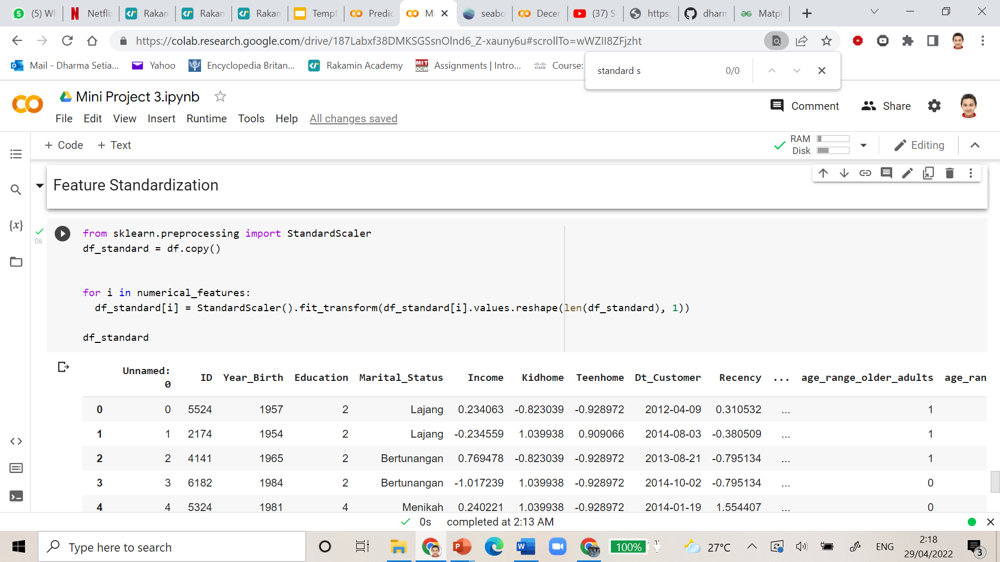 (5) Wh Netflix Rakan Rakan Rakan Templ Predic Mi seabo Decer (37) S https: dharm Matpl
https://colab.research.google.com/drive/187Labxf38DMKSGSsnOlnd6_Z-xauny6u#scrollTo=wWZII8ZFjzht
Mail - Dharma Setia... Yahoo Encyclopedia Britan... Rakamin Academy Assignments | Intro... Course:
standard s 0/0
Mini Project 3.ipynb
Comment Share
File Edit View Insert Runtime Tools Help All changes saved
+ Code + Text
RAM
Disk
Editing
Feature Standardization
0s
from sklearn.preprocessing import StandardScaler
df_standard = df.copy()
for i in numerical_features:
df_standard[i] = StandardScaler().fit_transform(df_standard[i].values.reshape(len(df_standard), 1))
df_standard
Unnamed: 0 ID Year_Birth Education Marital_Status Income Kidhome Teenhome Dt_Customer Recency ... age_range_older_adults age_ran
0 0 5524 1957 2 Lajang 0.234063 -0.823039 -0.928972 2012-04-09 0.310532 ... 1
1 1 2174 1954 2 Lajang -0.234559 1.039938 0.909066 2014-08-03 -0.380509 ... 1
2 2 4141 1965 2 Bertunangan 0.769478 -0.823039 -0.928972 2013-08-21 -0.795134 ... 1
3 3 6182 1984 2 Bertunangan -1.017239 1.039938 -0.928972 2014-10-02 -0.795134 ... 0
4 4 5324 1981 4 Menikah 0.240221 1.039938 -0.928972 2014-01-19 1.554407 ... 0
0s completed at 2:13 AM
Type here to search
100%
27°C
ENG
2:18
29/04/2022
3